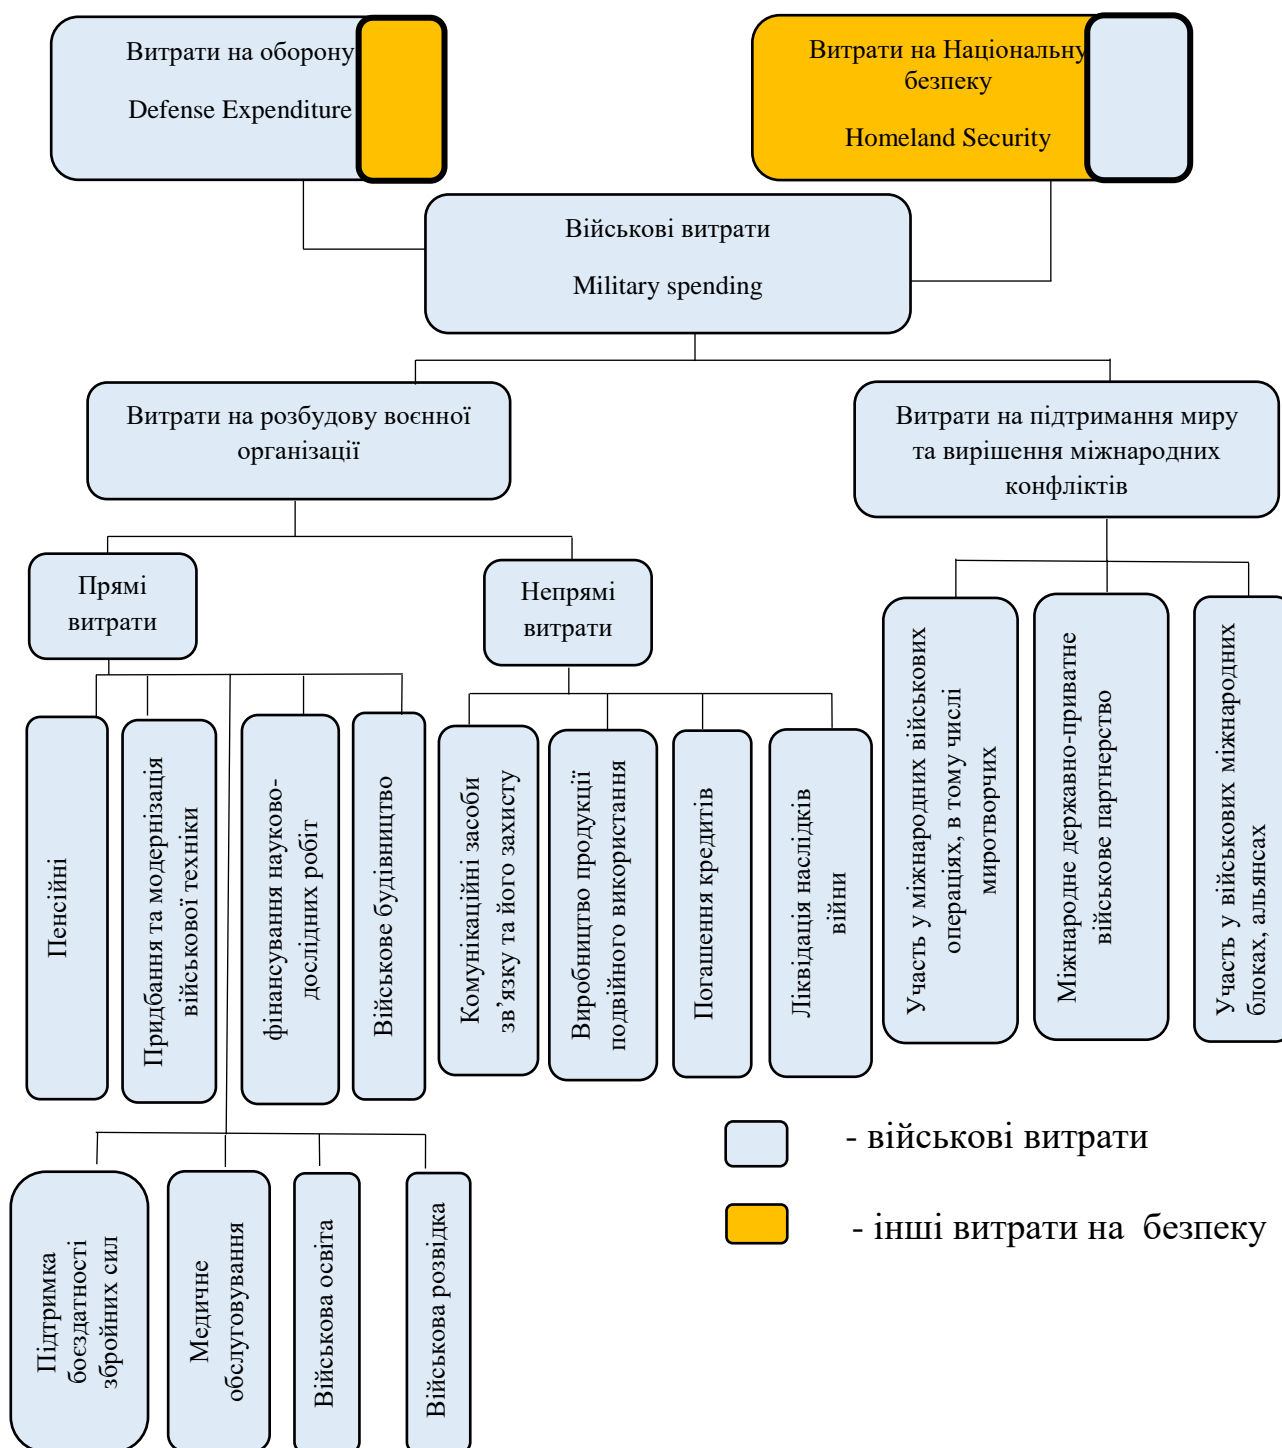 Витрати на оборону
Defense Expenditure
Витрати на Національну
безпеку
Homeland Security
Військові витрати
Military spending
Витрати на розбудову воєнної
організації
Витрати на підтримання миру
та вирішення міжнародних
конфліктів
Прямі
витрати
Непрямі
витрати
Пенсійні
Придбання та модернізація
військової техніки
фінансування науково-
дослідних робіт
Військове будівництво
Комунікаційні засоби
зв’язку та його захисту
Виробництво продукції
подвійного використання
Погашення кредитів
Ліквідація наслідків
війни
Участь у міжнародних військових
операціях, в тому числі
миротворчих
Міжнародне державно-приватне
військове партнерство
Участь у військових міжнародних
блоках, альянсах
- військові витрати
- інші витрати на безпеку
Підтримка
боєздатності
збройних сил
Медичне
обслуговування
Військова освіта
Військова розвідка